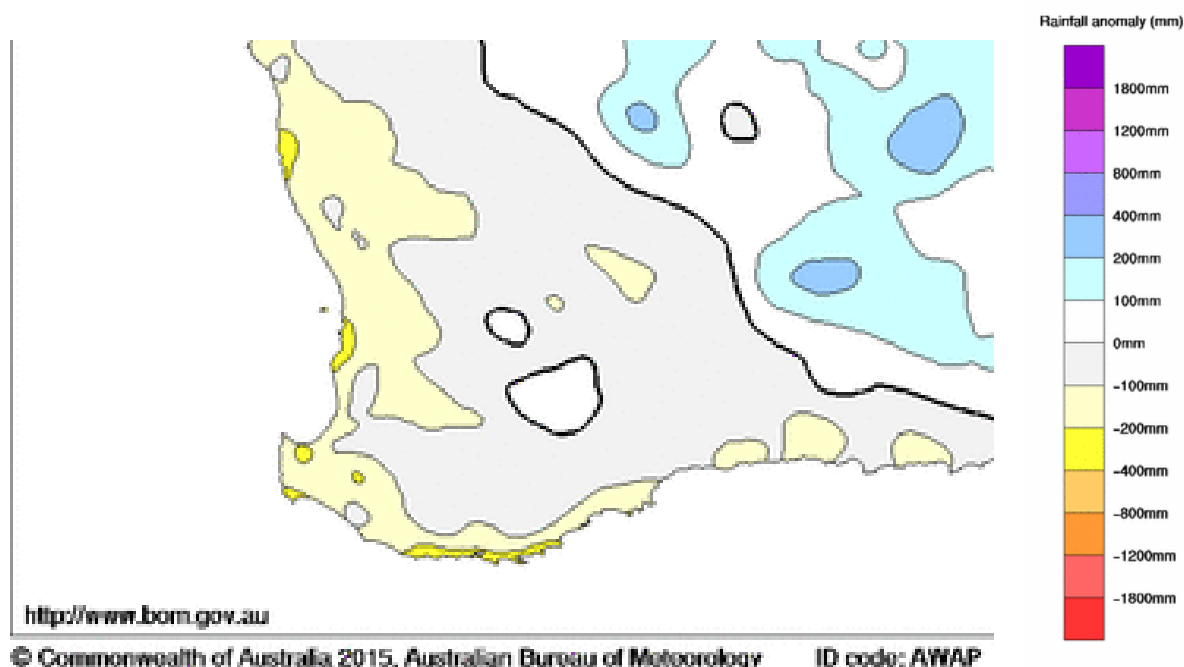 Rainfall anomaly (mm)
1800mm
1200mm
800mm
400mm
200mm
100mm
0mm
-100mm
-200mm
-400mm
-800mm
-1200mm
-1800mm
http://www.bom.gov.au
© Commonwealth of Australia 2015, Australian Bureau of Meteorology ID code: AWAP